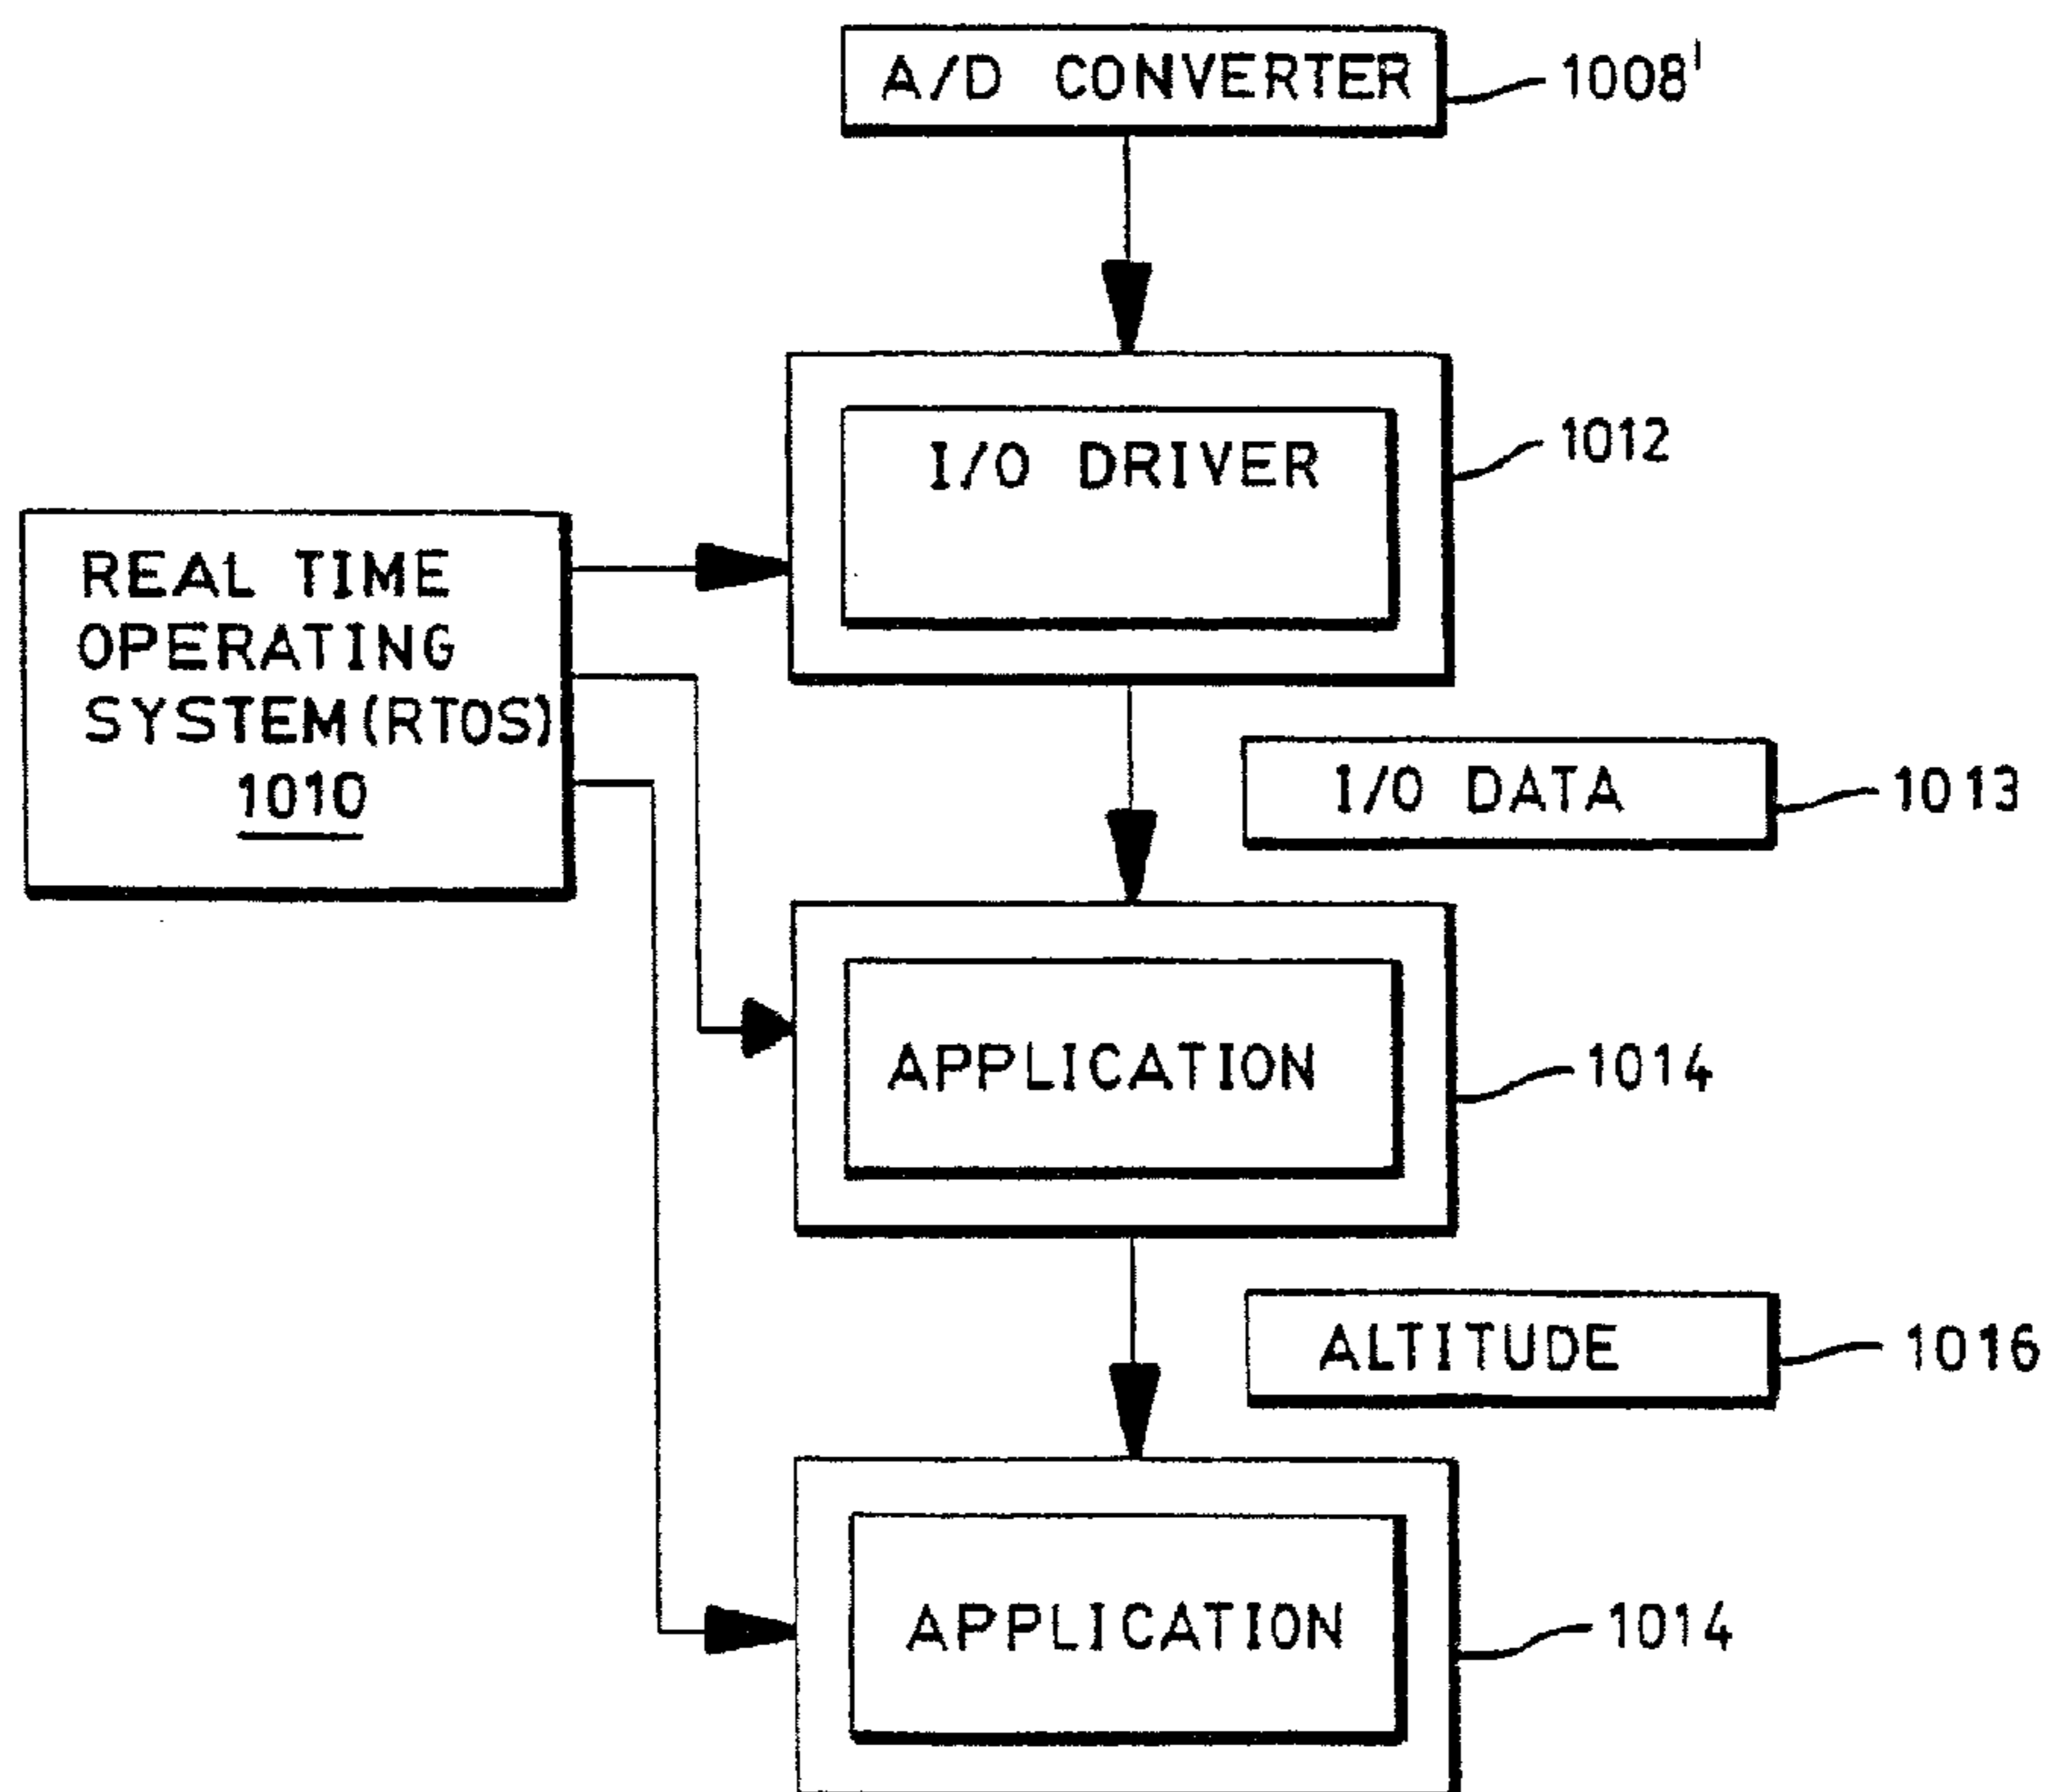 A/D CONVERTER
1008'
I/O DRIVER
1012
REAL TIME
OPERATING
SYSTEM(RTOS)
1010
I/O DATA
1013
APPLICATION
1014
ALTITUDE
1016
APPLICATION
1014